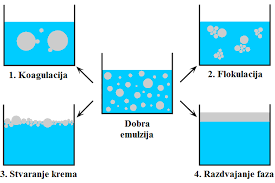 1. Koagulacija
2. Flokulacija
Dobra
emulzija
3. Stvaranje krema
4. Razdvajanje faza